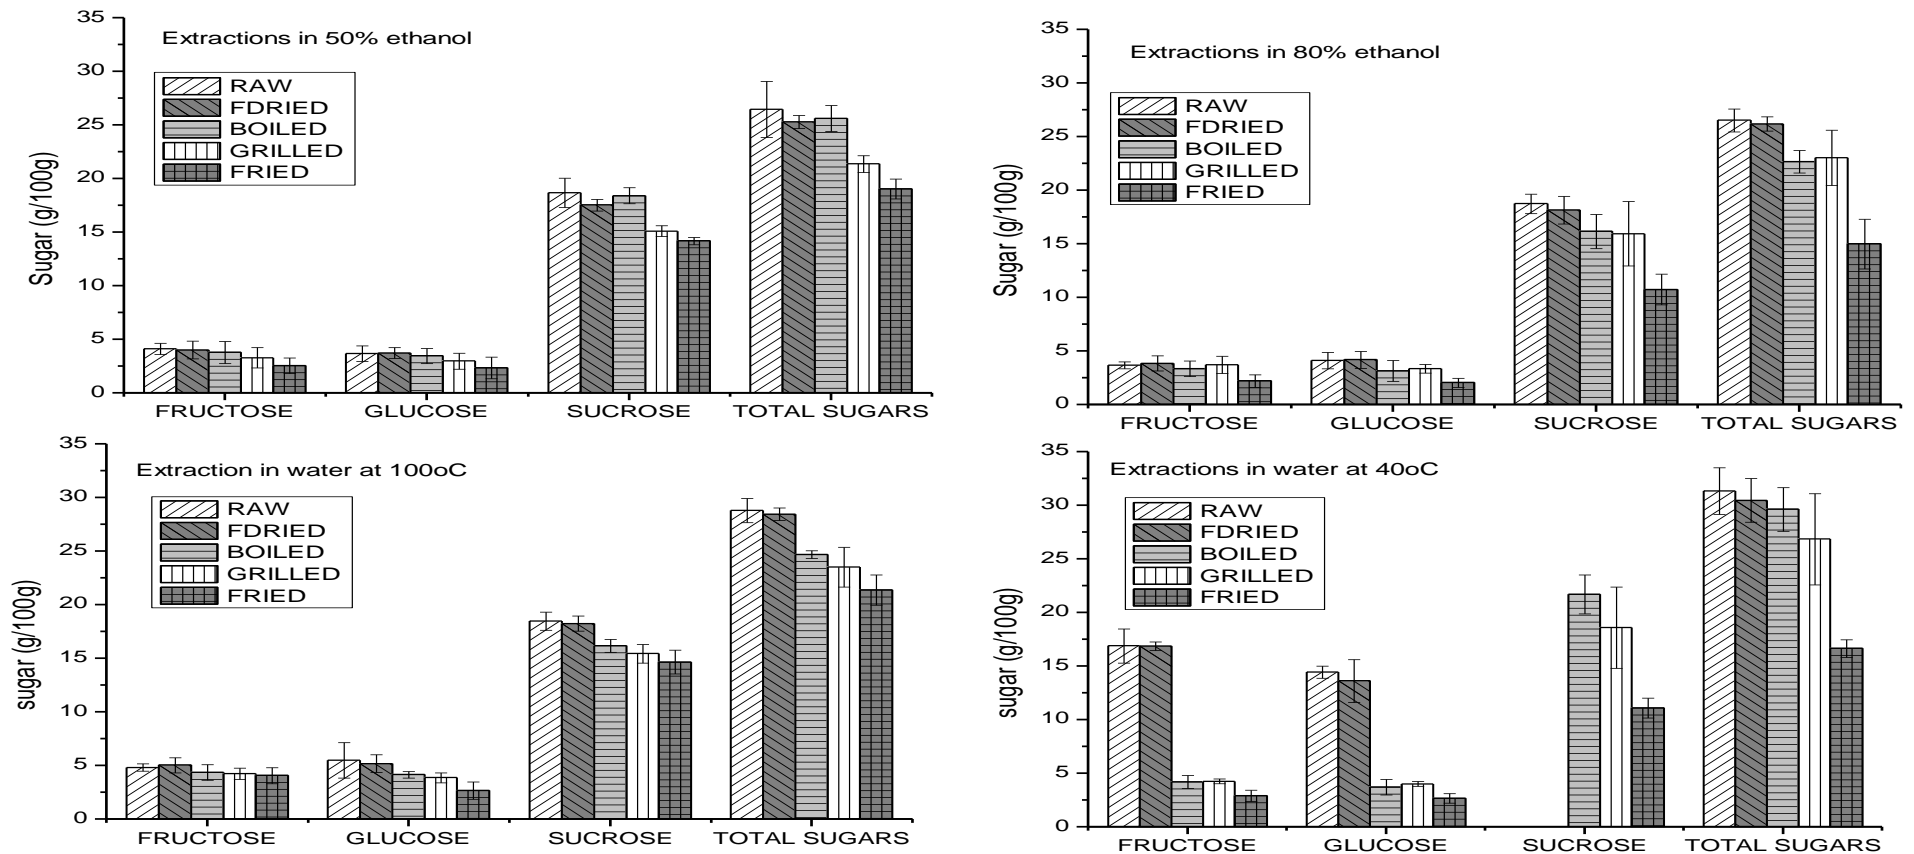 Extractions in 50% ethanol
RAW
FDRIED
BOILED
GRILLED
FRIED
Sugar (g/100g)
35
30
25
20
15
10
5
0
FRUCTOSE GLUCOSE SUCROSE TOTAL SUGARS
Extractions in 80% ethanol
RAW
FDRIED
BOILED
GRILLED
FRIED
Sugar (g/100g)
35
30
25
20
15
10
5
0
FRUCTOSE GLUCOSE SUCROSE TOTAL SUGARS
Extraction in water at 100oC
RAW
FDRIED
BOILED
GRILLED
FRIED
sugar (g/100g)
35
30
25
20
15
10
5
0
FRUCTOSE GLUCOSE SUCROSE TOTAL SUGARS
Extractions in water at 40oC
RAW
FDRIED
BOILED
GRILLED
FRIED
sugar (g/100g)
35
30
25
20
15
10
5
0
FRUCTOSE GLUCOSE SUCROSE TOTAL SUGARS